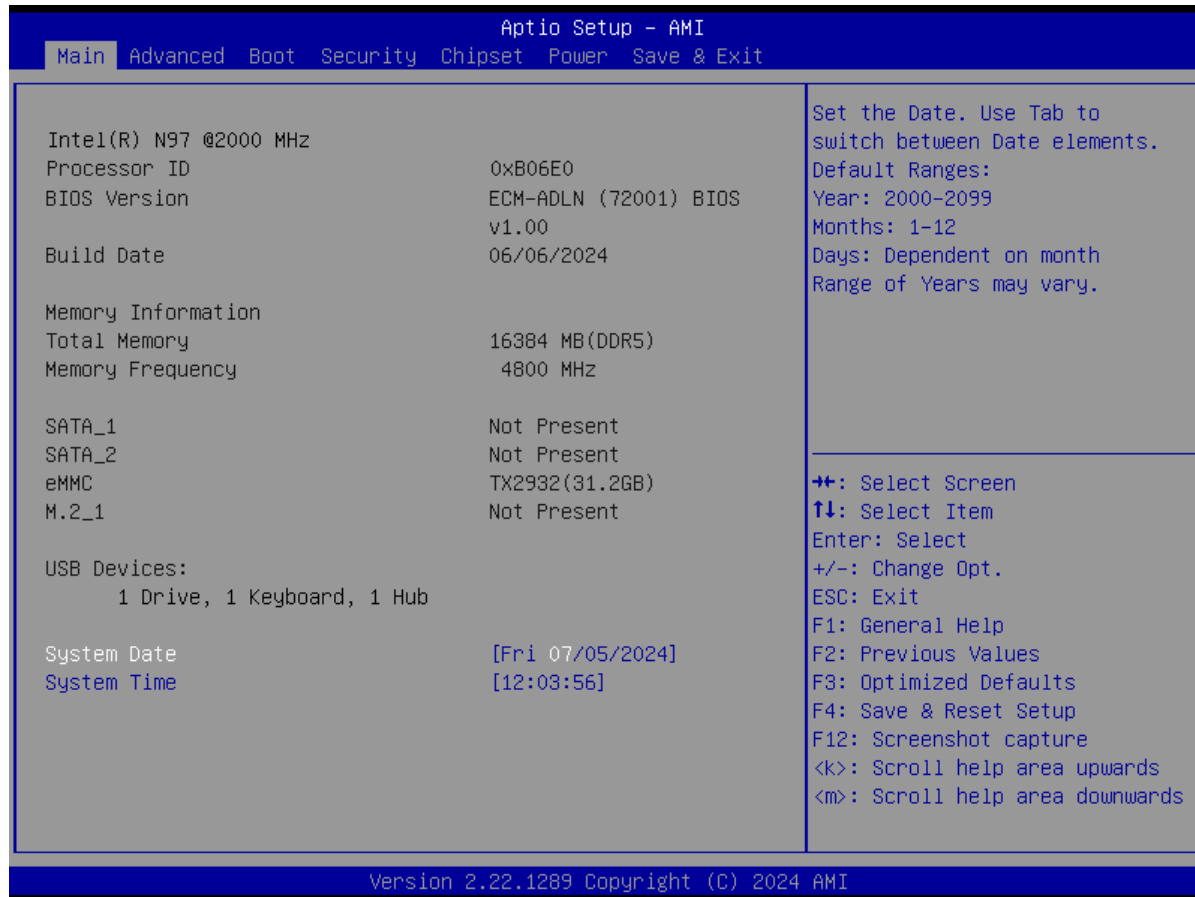 Aptio Setup – AMI
Main Advanced Boot Security Chipset Power Save & Exit
Intel(R) N97 @2000 MHz
Processor ID 0xB06E0
BIOS Version ECM-ADLN (72001) BIOS
v1.00
Build Date 06/06/2024
Memory Information
Total Memory 16384 MB(DDR5)
Memory Frequency 4800 MHz
SATA_1 Not Present
SATA_2 Not Present
eMMC TX2932(31.2GB)
M.2_1 Not Present
USB Devices:
1 Drive, 1 Keyboard, 1 Hub
System Date [Fri 07/05/2024]
System Time [12:03:56]
Set the Date. Use Tab to
switch between Date elements.
Default Ranges:
Year: 2000-2099
Months: 1-12
Days: Dependent on month
Range of Years may vary.
→←: Select Screen
↑↓: Select Item
Enter: Select
+/-: Change Opt.
ESC: Exit
F1: General Help
F2: Previous Values
F3: Optimized Defaults
F4: Save & Reset Setup
F12: Screenshot capture
<k>: Scroll help area upwards
<m>: Scroll help area downwards
Version 2.22.1289 Copyright (C) 2024 AMI